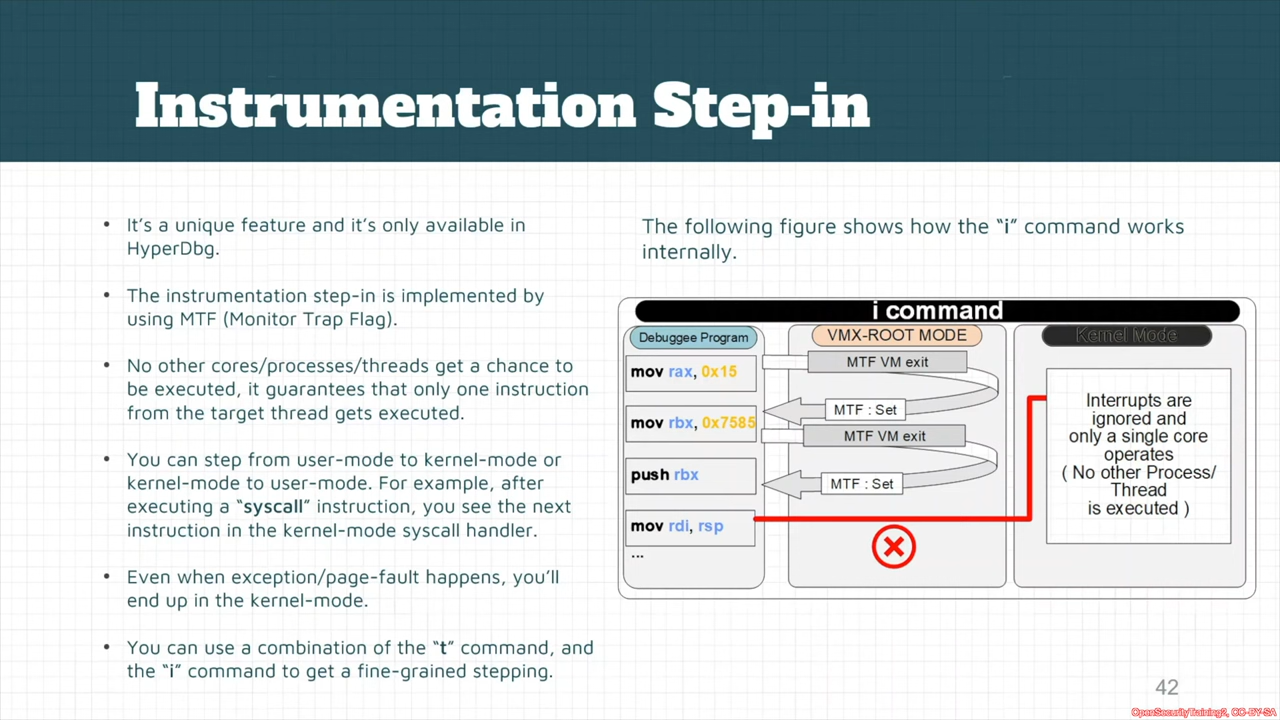 Instrumentation Step-in
• It's a unique feature and it's only available in
HyperDbg.
• The instrumentation step-in is implemented by
using MTF (Monitor Trap Flag).
• No other cores/processes/threads get a chance to
be executed, it guarantees that only one instruction
from the target thread gets executed.
• You can step from user-mode to kernel-mode or
kernel-mode to user-mode. For example, after
executing a “syscall” instruction, you see the next
instruction in the kernel-mode syscall handler.
• Even when exception/page-fault happens, you'll
end up in the kernel-mode.
• You can use a combination of the “t” command, and
the “i” command to get a fine-grained stepping.
The following figure shows how the “i” command works
internally.
i command
Debuggee Program
mov rax, 0x15
mov rbx, 0x7585
push rbx
mov rdi, rsp
...
VMX-ROOT MODE
MTF VM exit
MTF : Set
MTF VM exit
MTF : Set
Kernel Mode
Interrupts are
ignored and
only a single core
operates
( No other Process/
Thread
is executed )
42
OpenSecurityTraining2, CC-BY-SA